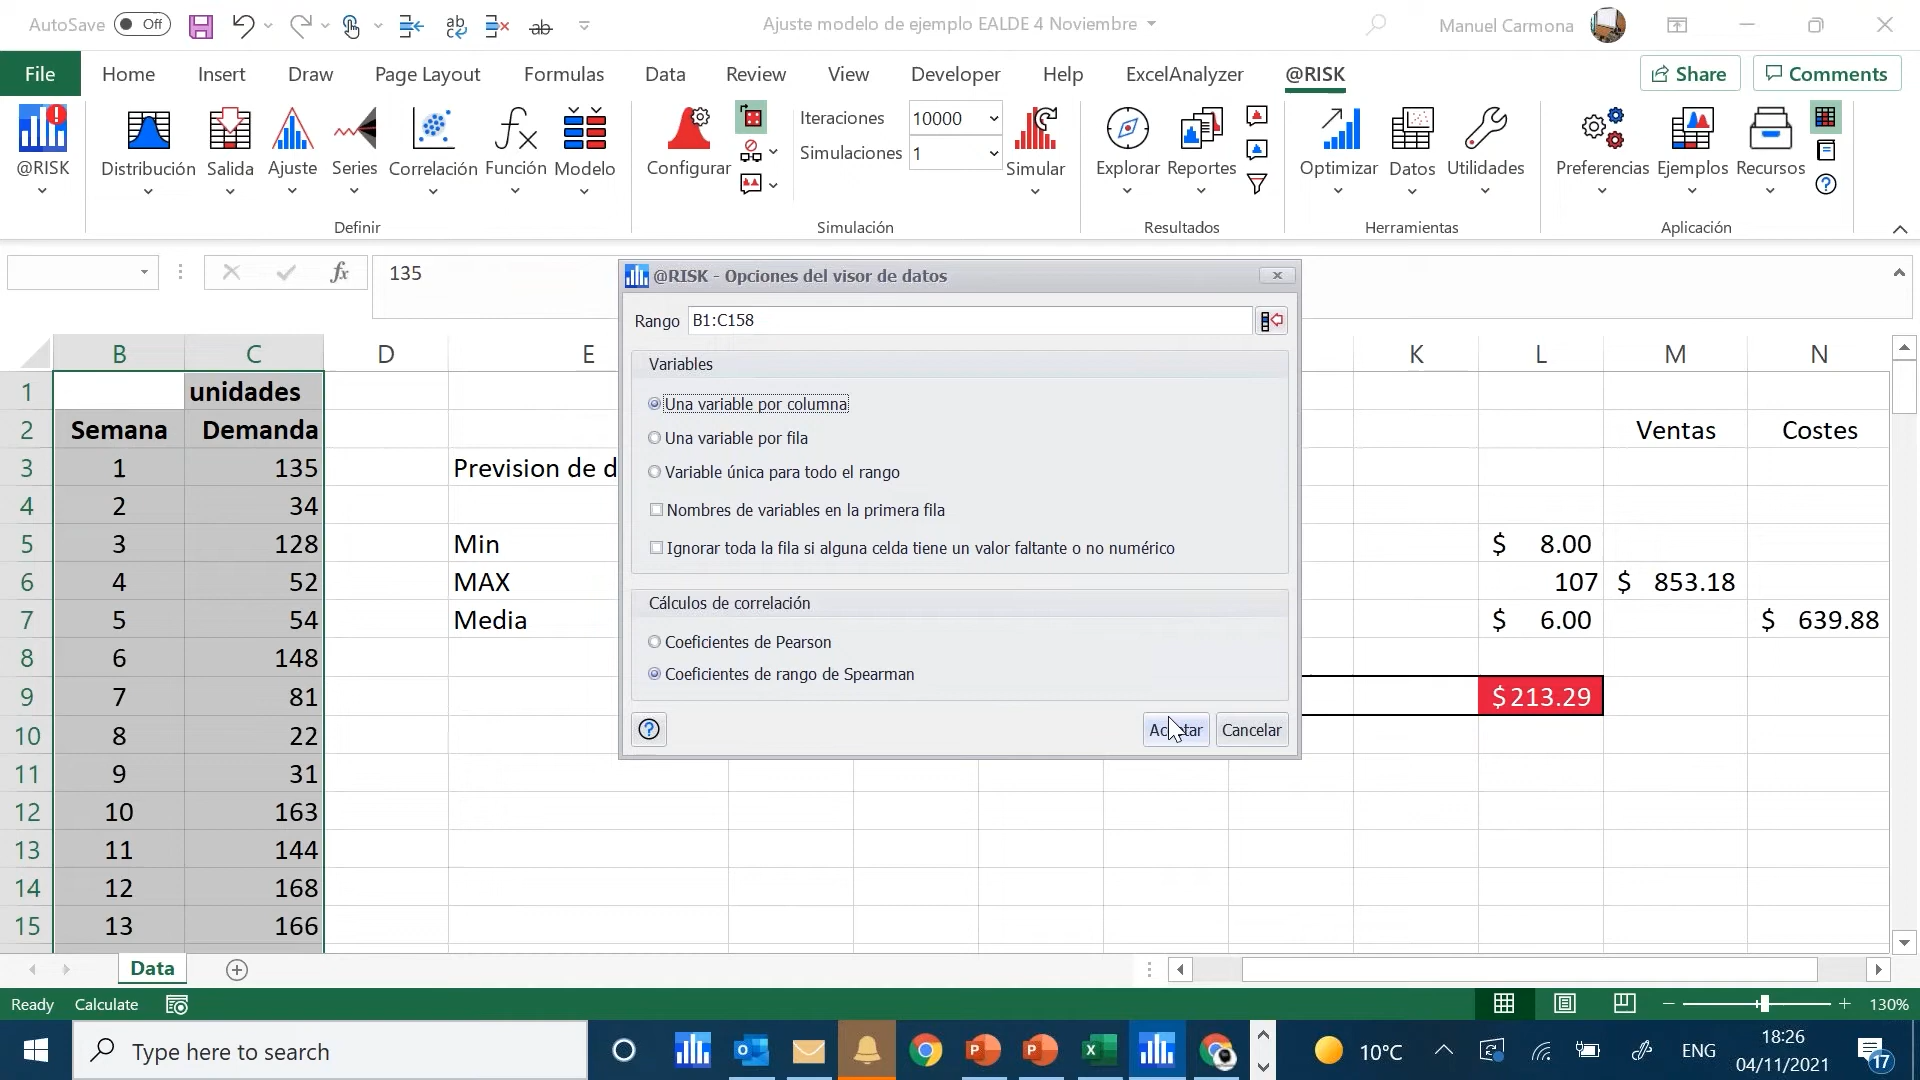 AutoSave Off
Ajuste modelo de ejemplo EALDE 4 Noviembre
Manuel Carmona
File Home Insert Draw Page Layout Formulas Data Review View Developer Help ExcelAnalyzer @RISK
Share Comments
@RISK
Distribución Salida Ajuste Series Correlación Función Modelo
Definir
Configurar
Iteraciones 10000
Simulaciones 1
Simular
Simulación
Explorar Reportes
Resultados
Optimizar Datos Utilidades
Herramientas
Preferencias Ejemplos Recursos
Aplicación
fx 135
@RISK - Opciones del visor de datos
Rango B1:C158
Variables
Una variable por columna
Una variable por fila
Variable única para todo el rango
Nombres de variables en la primera fila
Ignorar toda la fila si alguna celda tiene un valor faltante o no numérico
Cálculos de correlación
Coeficientes de Pearson
Coeficientes de rango de Spearman
Aceptar Cancelar
B C D E K L M N
1 unidades
2 Semana Demanda Ventas Costes
3 1 135 Prevision de d
4 2 34
5 3 128 Min $ 8.00
6 4 52 MAX 107 $ 853.18
7 5 54 Media $ 6.00 $ 639.88
8 6 148
9 7 81 $ 213.29
10 8 22
11 9 31
12 10 163
13 11 144
14 12 168
15 13 166
Data
Ready Calculate
130%
Type here to search
10°C
ENG
18:26
04/11/2021
17